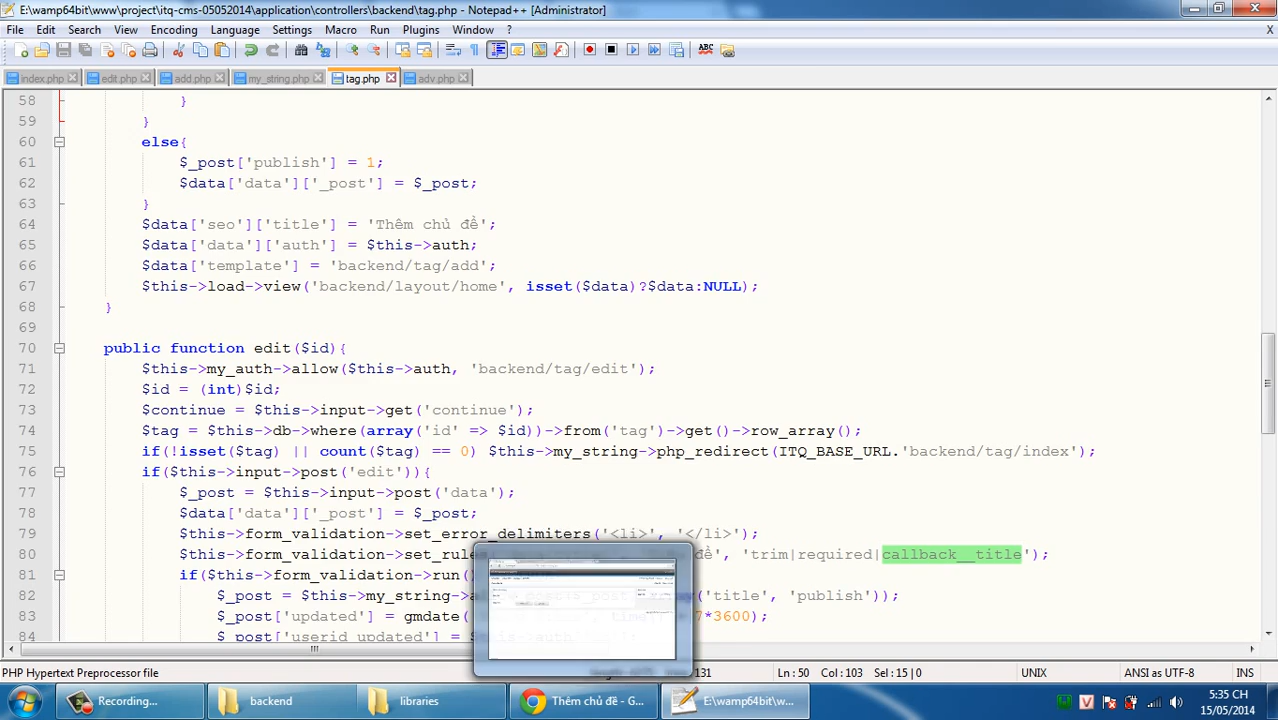 E:\wamp64bit\www\project\itq-cms-05052014\application\controllers\backend\tag.php - Notepad++ [Administrator]
File Edit Search View Encoding Language Settings Macro Run Plugins Window ? X
index.php edit.php add.php my_string.php tag.php adv.php
58 }
59 }
60 else{
61 $_post['publish'] = 1;
62 $data['data']['_post'] = $_post;
63 }
64 $data['seo']['title'] = 'Thêm chủ đề';
65 $data['data']['auth'] = $this->auth;
66 $data['template'] = 'backend/tag/add';
67 $this->load->view('backend/layout/home', isset($data)?$data:NULL);
68 }
69
70 public function edit($id){
71 $this->my_auth->allow($this->auth, 'backend/tag/edit');
72 $id = (int)$id;
73 $continue = $this->input->get('continue');
74 $tag = $this->db->where(array('id' => $id))->from('tag')->get()->row_array();
75 if(!isset($tag) || count($tag) == 0) $this->my_string->php_redirect(ITQ_BASE_URL.'backend/tag/index');
76 if($this->input->post('edit')){
77 $_post = $this->input->post('data');
78 $data['data']['_post'] = $_post;
79 $this->form_validation->set_error_delimiters('<li>', '</li>');
80 $this->form_validation->set_rules( đề', 'trim|required|callback__title');
81 if($this->form_validation->run()
82 $_post = $this->my_string-> 'title', 'publish'));
83 $_post['updated'] = gmdate( 7*3600);
84 $_post['userid_updated'] =
PHP Hypertext Preprocessor file Ln : 50 Col : 103 Sel : 15 | 0 UNIX ANSI as UTF-8 INS
Recording... backend libraries Thêm chủ đề - G... E:\wamp64bit\w... 5:35 CH
15/05/2014